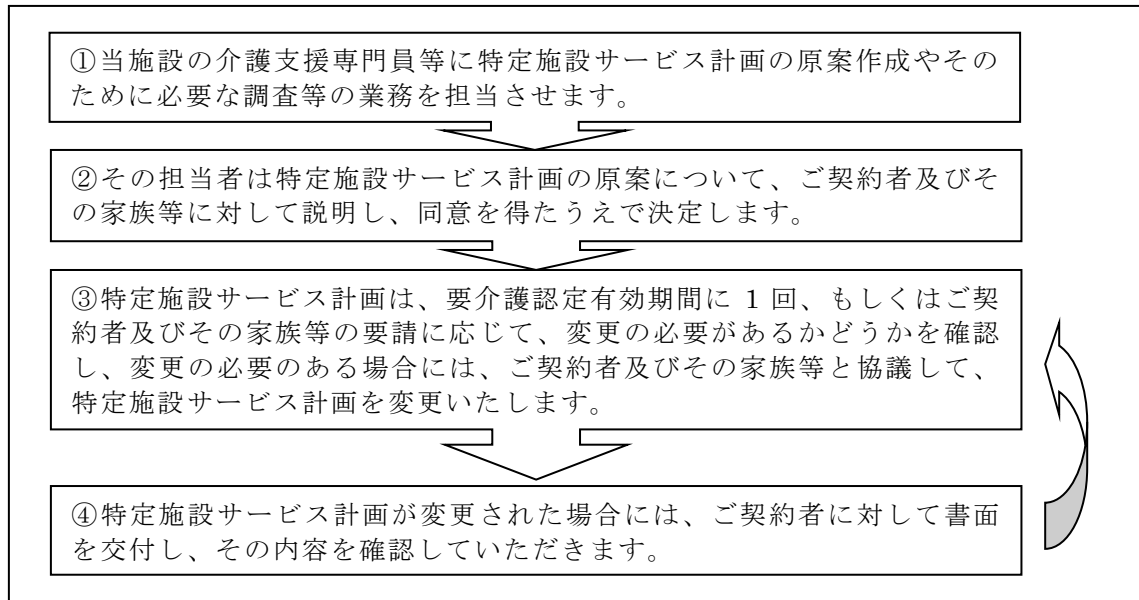 ①当施設の介護支援専門員等に特定施設サービス計画の原案作成やその
ために必要な調査等の業務を担当させます。
②その担当者は特定施設サービス計画の原案について、ご契約者及びそ
の家族等に対して説明し、同意を得たうえで決定します。
③特定施設サービス計画は、要介護認定有効期間に 1 回、もしくはご契
約者及びその家族等の要請に応じて、変更の必要があるかどうかを確認
し、変更の必要のある場合には、ご契約者及びその家族等と協議して、
特定施設サービス計画を変更いたします。
④特定施設サービス計画が変更された場合には、ご契約者に対して書面
を交付し、その内容を確認していただきます。